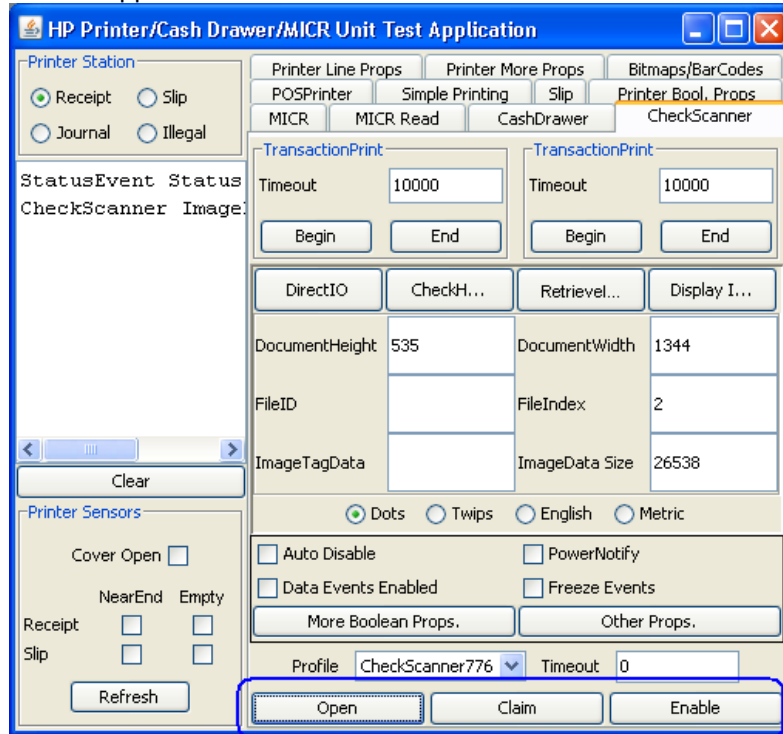 HP Printer/Cash Drawer/MICR Unit Test Application
Printer Station
Receipt Slip
Journal Illegal
StatusEvent Status
CheckScanner Image
Clear
Printer Sensors
Cover Open
NearEnd Empty
Receipt
Slip
Refresh
Printer Line Props Printer More Props Bitmaps/BarCodes
POSPrinter Simple Printing Slip Printer Bool. Props
MICR MICR Read CashDrawer CheckScanner
TransactionPrint TransactionPrint
Timeout 10000 Timeout 10000
Begin End Begin End
DirectIO CheckH... RetrieveI... Display I...
DocumentHeight 535 DocumentWidth 1344
FileID FileIndex 2
ImageTagData ImageData Size 26538
Dots Twips English Metric
Auto Disable PowerNotify
Data Events Enabled Freeze Events
More Boolean Props. Other Props.
Profile CheckScanner776 Timeout 0
Open Claim Enable